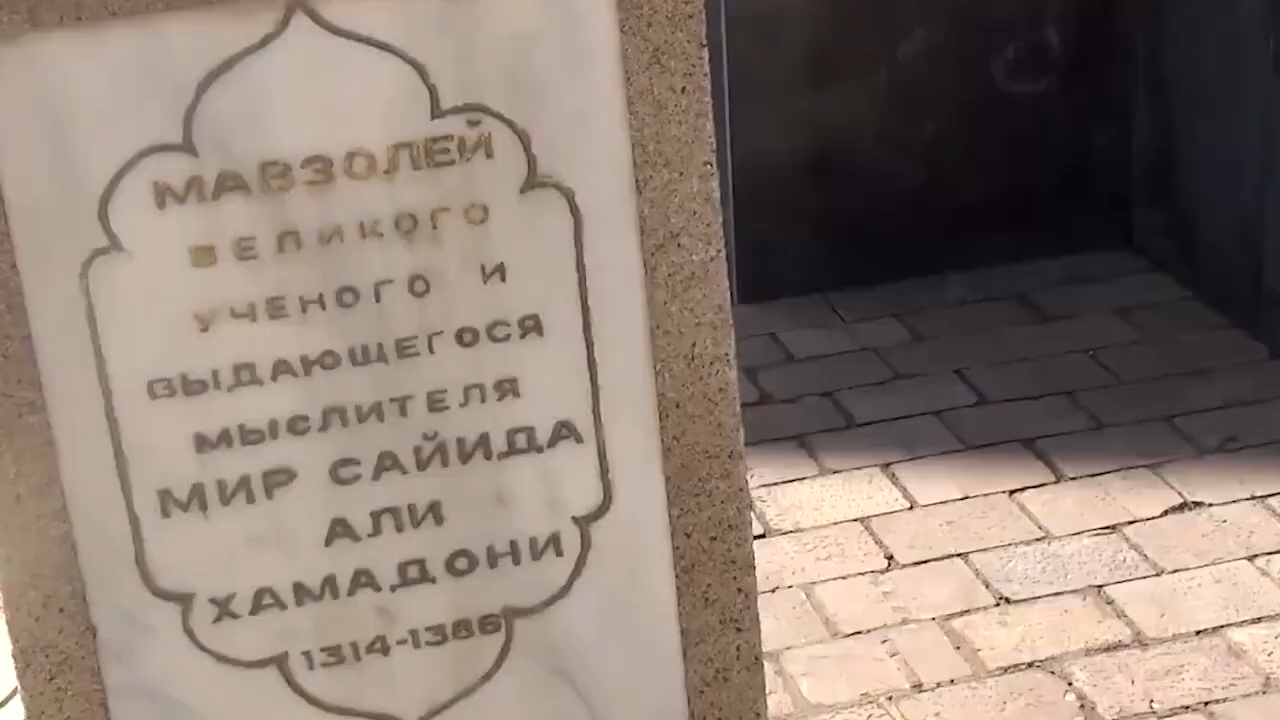 МАВЗОЛЕЙ
ВЕЛИКОГО
УЧЕНОГО И
ВЫДАЮЩЕГОСЯ
МЫСЛИТЕЛЯ
МИР САЙИДА
АЛИ
ХАМАДОНИ
1314-1386